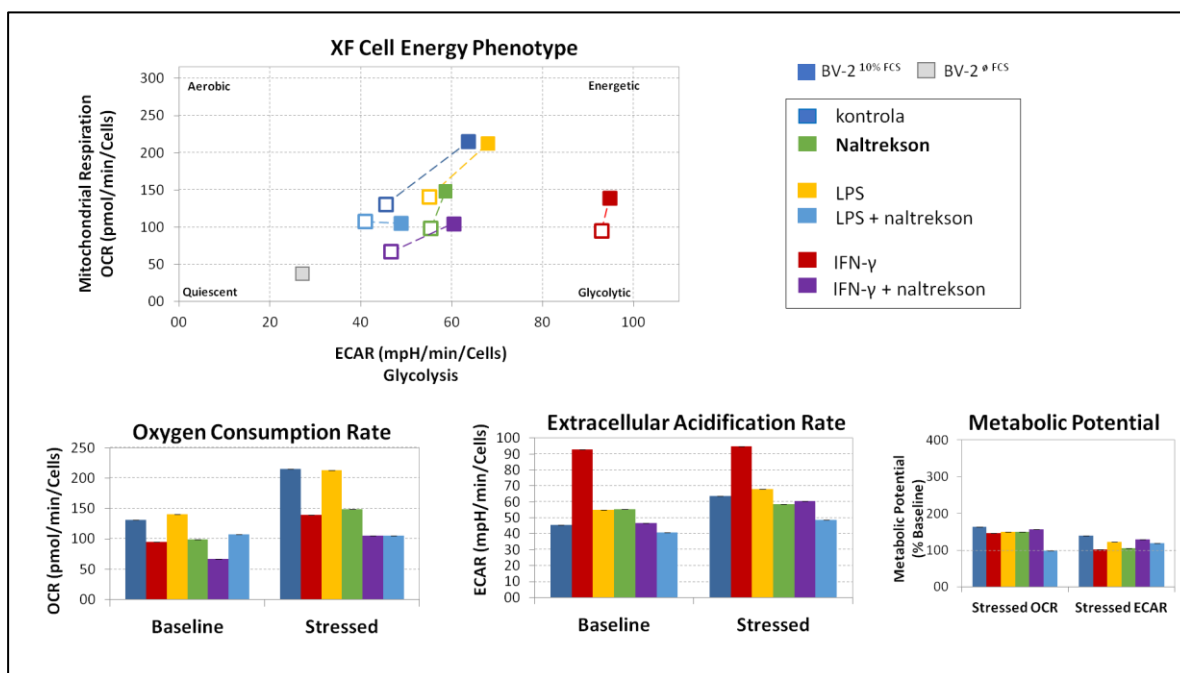 XF Cell Energy Phenotype
Mitochondrial Respiration
OCR (pmol/min/Cells)
300
250
200
150
100
50
00
Aerobic
Energetic
Quiescent
Glycolytic
00 20 40 60 80 100
ECAR (mpH/min/Cells)
Glycolysis
BV-2 10% FCS BV-2 ø FCS
kontrola
Naltrekson
LPS
LPS + naltrekson
IFN-γ
IFN-γ + naltrekson
Oxygen Consumption Rate
OCR (pmol/min/Cells)
250
200
150
100
50
00
Baseline Stressed
Extracellular Acidification Rate
ECAR (mpH/min/Cells)
100
90
80
70
60
50
40
30
20
10
00
Baseline Stressed
Metabolic Potential
Metabolic Potential
(% Baseline)
400
300
200
100
00
Stressed OCR Stressed ECAR